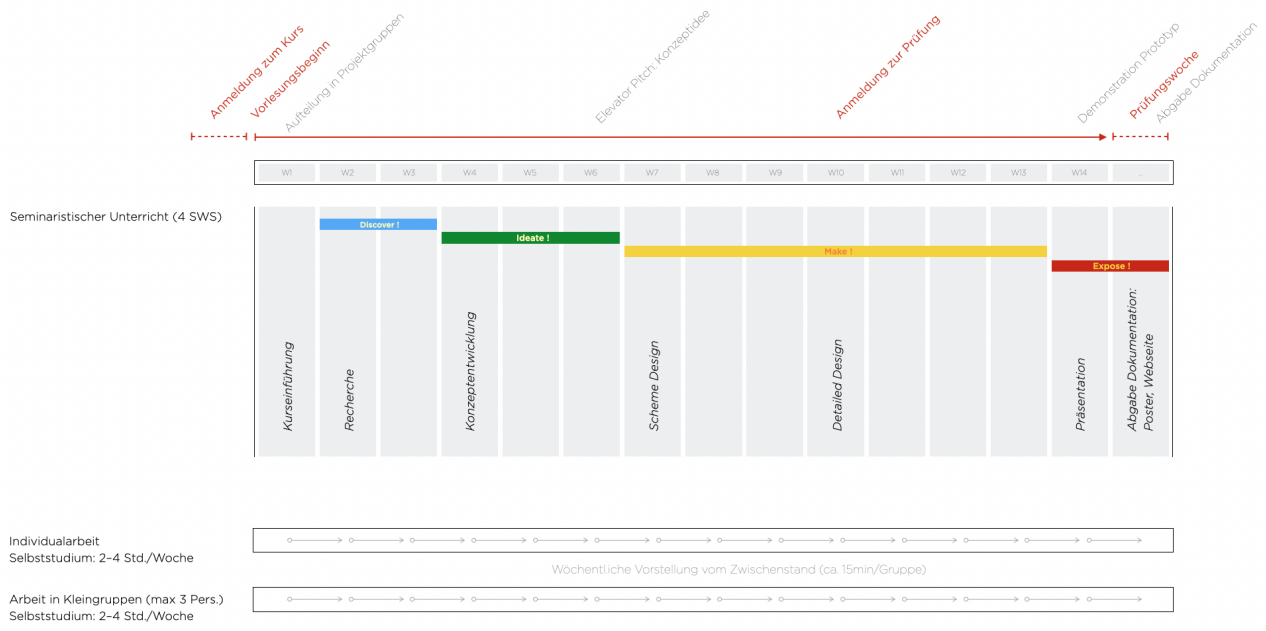 Anmeldung zum Kurs
Vorlesungsbeginn
Aufteilung in Projektgruppen
Elevator Pitch: Konzeptidee
Anmeldung zur Prüfung
Demonstration Prototyp
Prüfungswoche
Abgabe Dokumentation
W1 W2 W3 W4 W5 W6 W7 W8 W9 W10 W11 W12 W13 W14 ...
Seminaristischer Unterricht (4 SWS)
Discover !
Ideate !
Make !
Expose !
Kurseinführung
Recherche
Konzeptentwicklung
Scheme Design
Detailed Design
Präsentation
Abgabe Dokumentation:
Poster, Webseite
Individualarbeit
Selbststudium: 2–4 Std./Woche
Wöchentliche Vorstellung vom Zwischenstand (ca. 15min/Gruppe)
Arbeit in Kleingruppen (max 3 Pers.)
Selbststudium: 2–4 Std./Woche